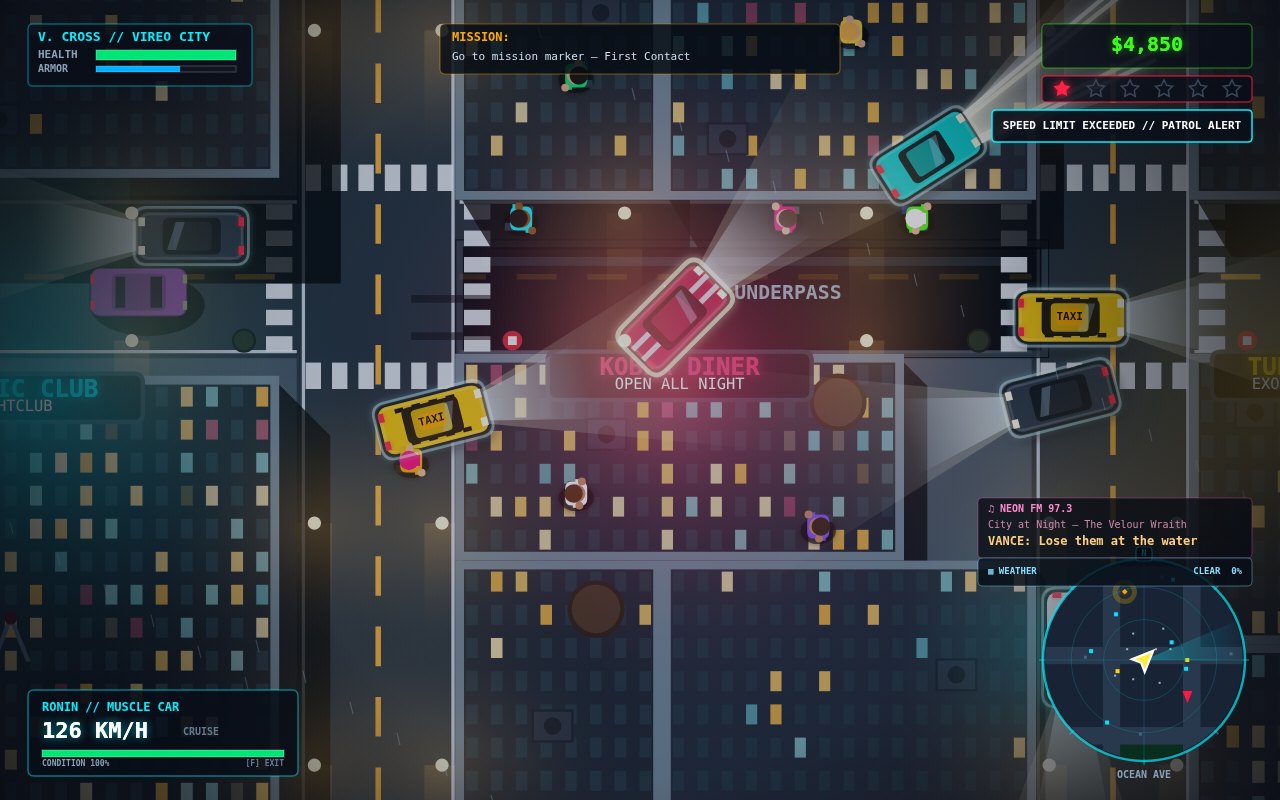 V. CROSS // VIREO CITY
HEALTH
ARMOR
MISSION:
Go to mission marker — First Contact
$4,850
SPEED LIMIT EXCEEDED // PATROL ALERT
UNDERPASS
TAXI
DINER
OPEN ALL NIGHT
IC CLUB
HTCLUB
TU
EXO
TAXI
♫ NEON FM 97.3
City at Night — The Velour Wraith
VANCE: Lose them at the water
■ WEATHER
CLEAR 0%
N
RONIN // MUSCLE CAR
126 KM/H
CRUISE
CONDITION 100%
[F] EXIT
OCEAN AVE